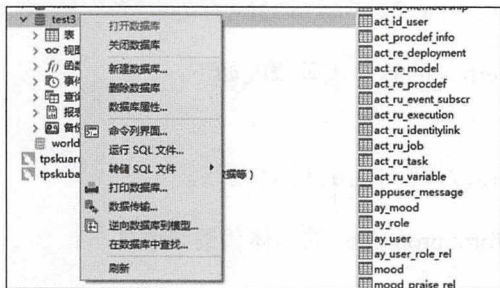 test3
表
视图
f() 函数
事件
查询
报表
备份
world
tpskuard
tpskuba
打开数据库
关闭数据库
新建数据库...
删除数据库
数据库属性...
命令列界面...
运行 SQL 文件...
转储 SQL 文件
打印数据库...
数据传输...
逆向数据库到模型...
在数据库中查找...
刷新
据等)
act_id_membership
act_id_user
act_procdef_info
act_re_deployment
act_re_model
act_re_procdef
act_ru_event_subscr
act_ru_execution
act_ru_identitylink
act_ru_job
act_ru_task
act_ru_variable
appuser_message
ay_mood
ay_role
ay_user
ay_user_role_rel
mood
mood_praise_rel